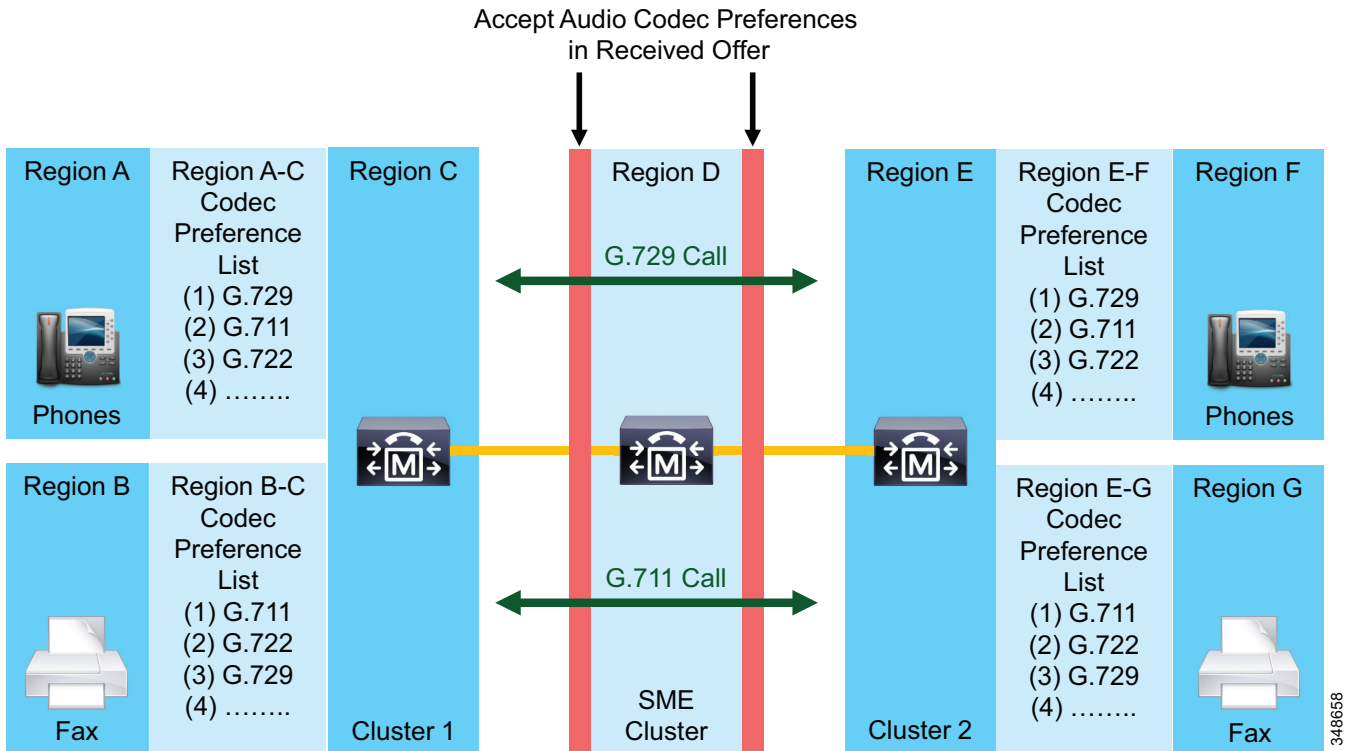 Accept Audio Codec Preferences
in Received Offer
Region A
Phones
Region A-C
Codec
Preference
List
(1) G.729
(2) G.711
(3) G.722
(4) ……..
Region B
Fax
Region B-C
Codec
Preference
List
(1) G.711
(2) G.722
(3) G.729
(4) ……..
Region C
M
Cluster 1
Region D
G.729 Call
M
G.711 Call
SME
Cluster
Region E
M
Cluster 2
Region E-F
Codec
Preference
List
(1) G.729
(2) G.711
(3) G.722
(4) ……..
Region F
Phones
Region E-G
Codec
Preference
List
(1) G.711
(2) G.722
(3) G.729
(4) ……..
Region G
Fax
348658